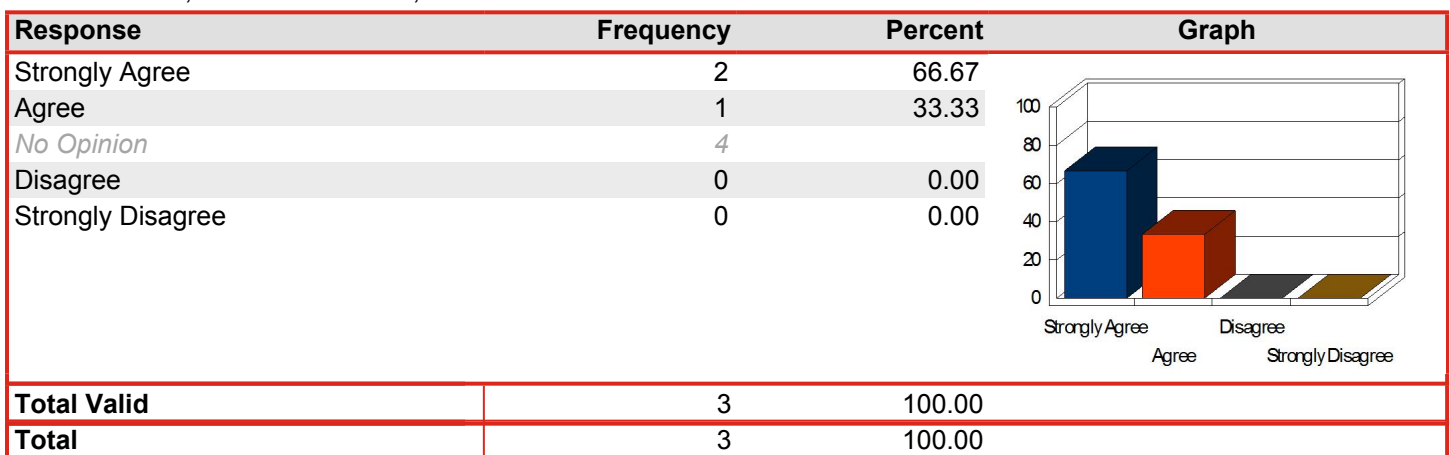 Response Frequency Percent Graph
Strongly Agree 2 66.67
Agree 1 33.33
No Opinion 4
Disagree 0 0.00
Strongly Disagree 0 0.00
100
80
60
40
20
0
Strongly Agree Disagree
Agree Strongly Disagree
Total Valid 3 100.00
Total 3 100.00